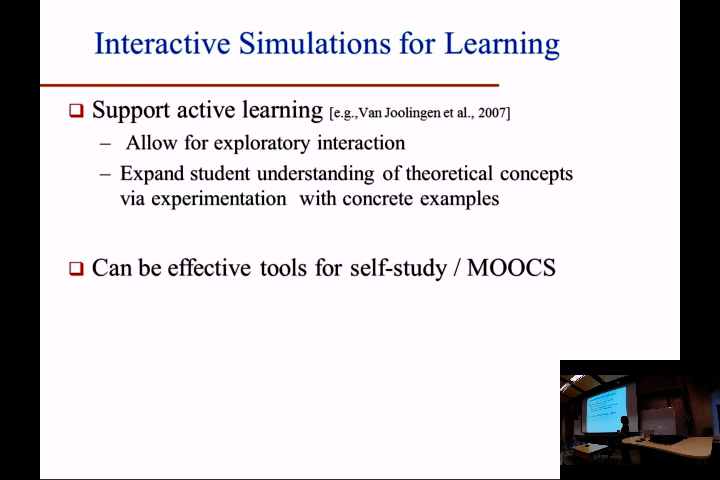 Interactive Simulations for Learning
Support active learning [e.g.,Van Joolingen et al., 2007]
– Allow for exploratory interaction
– Expand student understanding of theoretical concepts
via experimentation with concrete examples
Can be effective tools for self-study / MOOCS